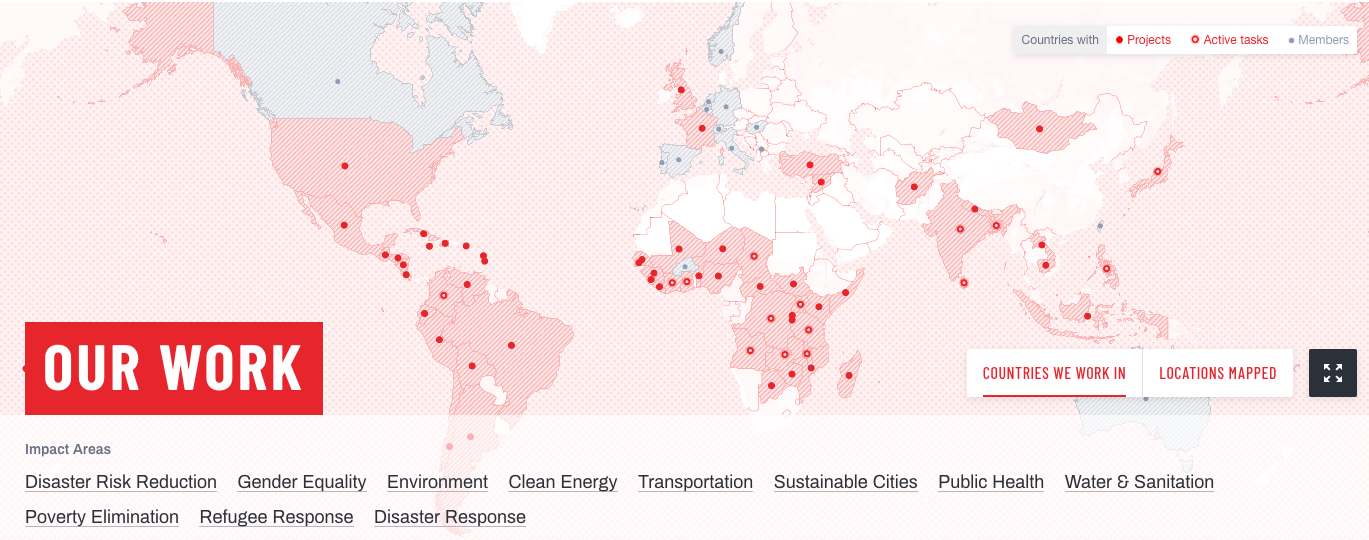 Countries with Projects Active tasks Members
OUR WORK
COUNTRIES WE WORK IN LOCATIONS MAPPED
Impact Areas
Disaster Risk Reduction Gender Equality Environment Clean Energy Transportation Sustainable Cities Public Health Water & Sanitation
Poverty Elimination Refugee Response Disaster Response